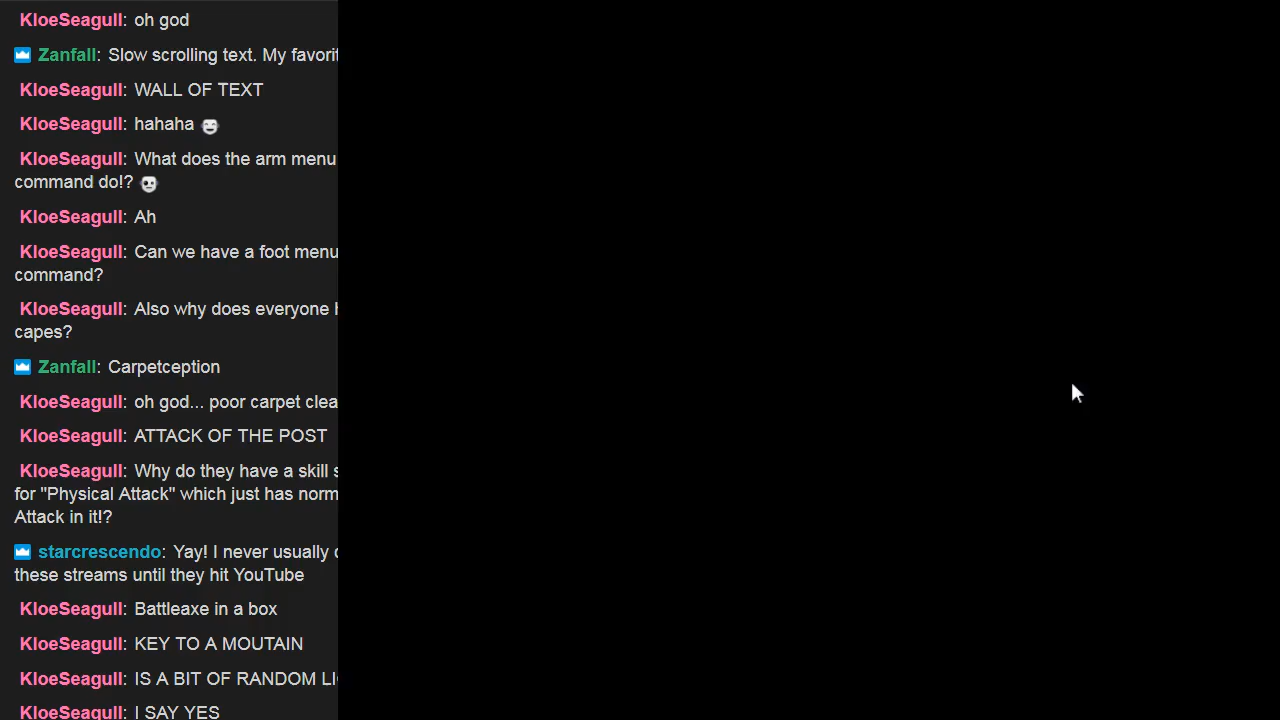 KloeSeagull: oh god
Zanfall: Slow scrolling text. My favorit
KloeSeagull: WALL OF TEXT
KloeSeagull: hahaha
KloeSeagull: What does the arm menu
command do!?
KloeSeagull: Ah
KloeSeagull: Can we have a foot menu
command?
KloeSeagull: Also why does everyone
capes?
Zanfall: Carpetception
KloeSeagull: oh god... poor carpet clea
KloeSeagull: ATTACK OF THE POST
KloeSeagull: Why do they have a skill
for "Physical Attack" which just has norm
Attack in it!?
starcrescendo: Yay! I never usually
these streams until they hit YouTube
KloeSeagull: Battleaxe in a box
KloeSeagull: KEY TO A MOUTAIN
KloeSeagull: IS A BIT OF RANDOM
KloeSeagull: I SAY YES